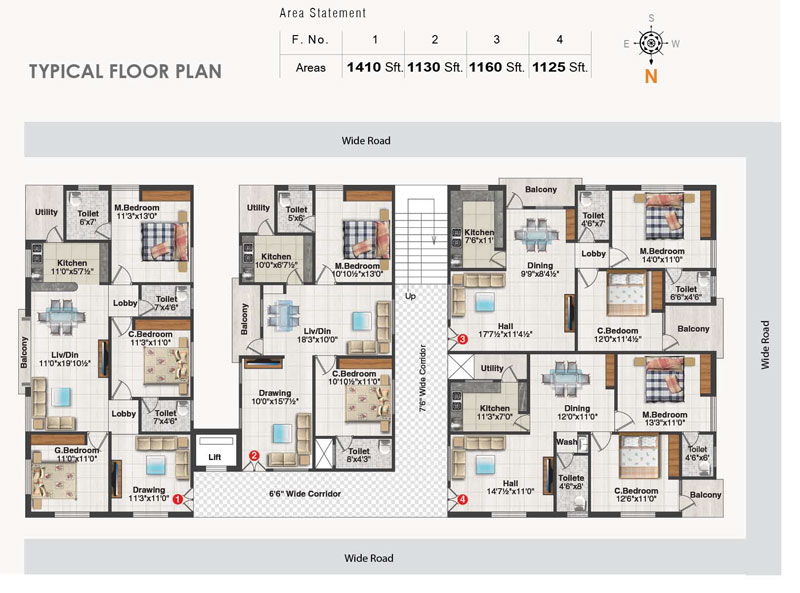 Area Statement
F. No. 1 2 3 4
Areas 1410 Sft. 1130 Sft. 1160 Sft. 1125 Sft.
TYPICAL FLOOR PLAN
S
E W
N
Wide Road
Utility
Toilet
6'x7'
M.Bedroom
11'3"x13'0"
Kitchen
11'0"x5'7½"
Lobby
Toilet
7'x4'6"
Balcony
Liv/Din
11'0"x19'10½"
C.Bedroom
11'3"x11'0"
Lobby
Toilet
7'x4'6"
G.Bedroom
11'0"x11'0"
Drawing
11'3"x11'0"
1
Lift
Utility
Toilet
5'x6'
M.Bedroom
10'10½"x13'0"
Kitchen
10'0"x6'7½"
Balcony
Liv/Din
18'3"x10'0"
Drawing
10'0"x15'7½"
C.Bedroom
10'10½"x11'0"
Toilet
8'x4'3"
2
6'6" Wide Corridor
Up
7'6" Wide Corridor
Balcony
Kitchen
7'6"x11'
Dining
9'9"x8'4½"
Toilet
4'6"x7'
Lobby
M.Bedroom
14'0"x11'0"
Toilet
6'6"x4'6"
Hall
17'7½"x11'4½"
C.Bedoom
12'0"x11'4½"
Balcony
3
Utility
Kitchen
11'3"x7'0"
Dining
12'0"x11'0"
M.Bedroom
13'3"x11'0"
Wash
Toilet
4'6"x6'
Hall
14'7½"x11'0"
Toilete
4'6"x8'
C.Bedroom
12'6"x11'0"
Balcony
4
Wide Road
Wide Road